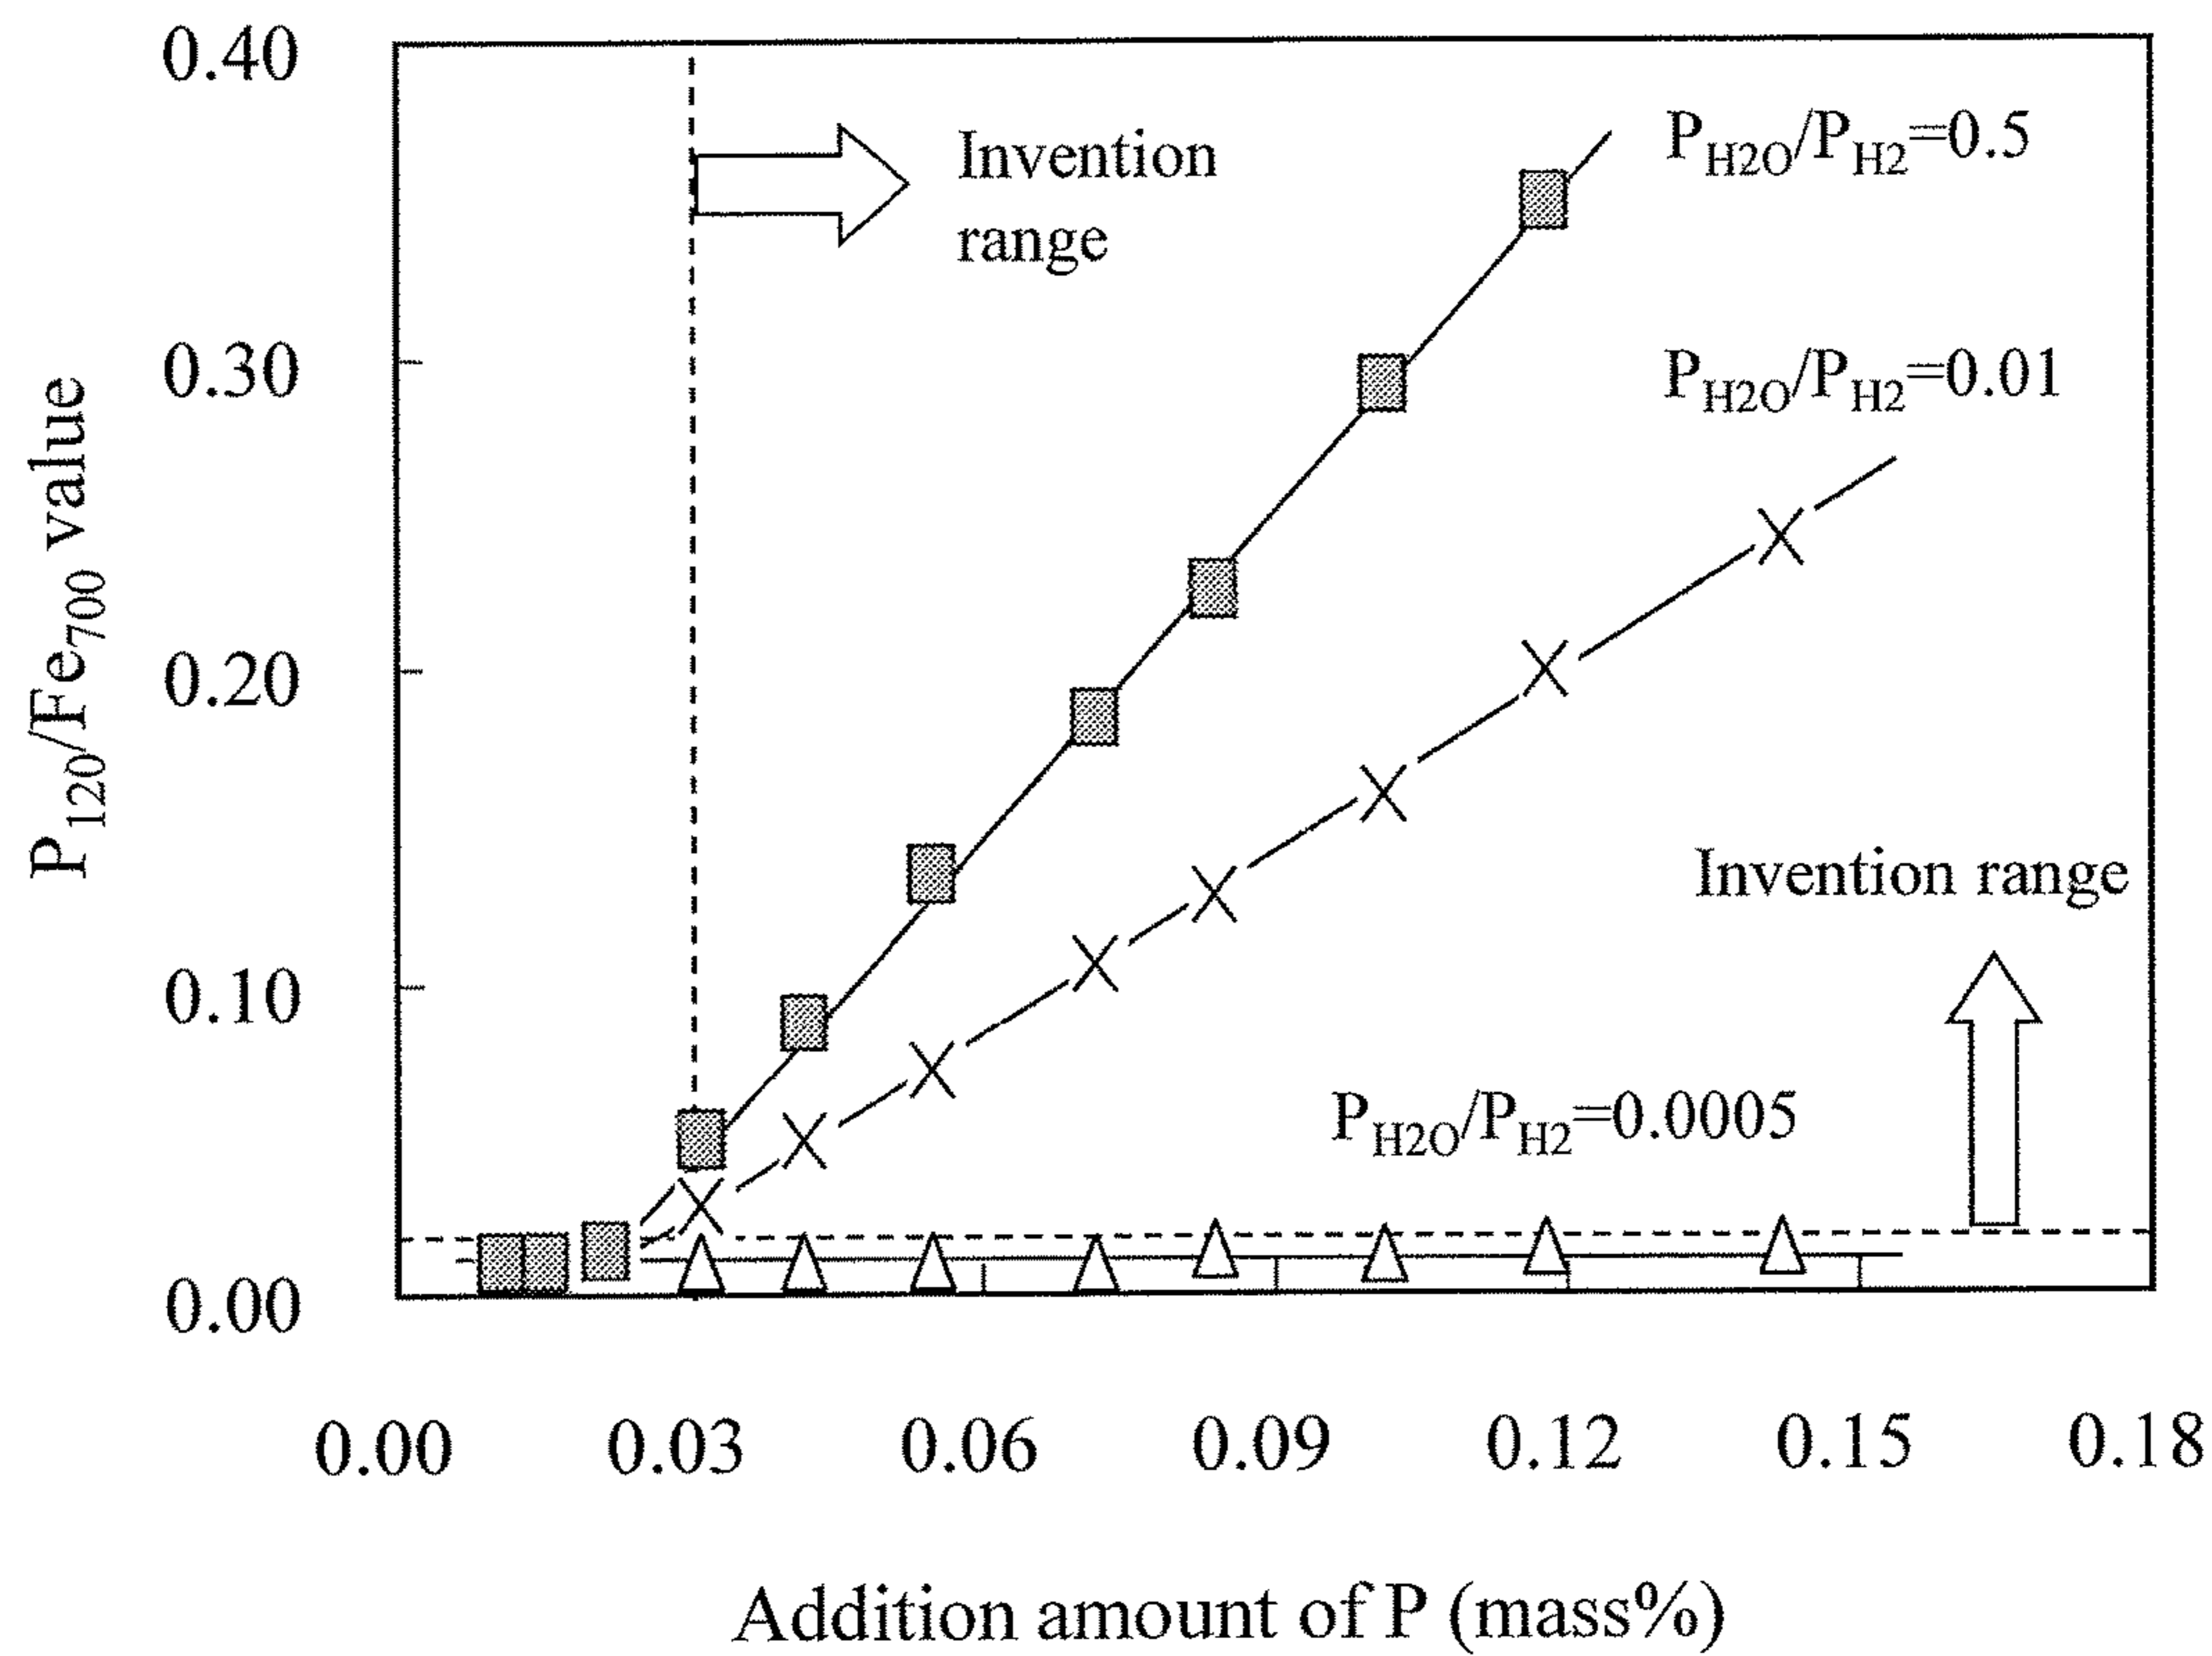 0.40
0.30
0.20
0.10
0.00
P120/Fe700 value
Invention
range
PH2O/PH2=0.5
PH2O/PH2=0.01
Invention range
PH2O/PH2=0.0005
0.00 0.03 0.06 0.09 0.12 0.15 0.18
Addition amount of P (mass%)